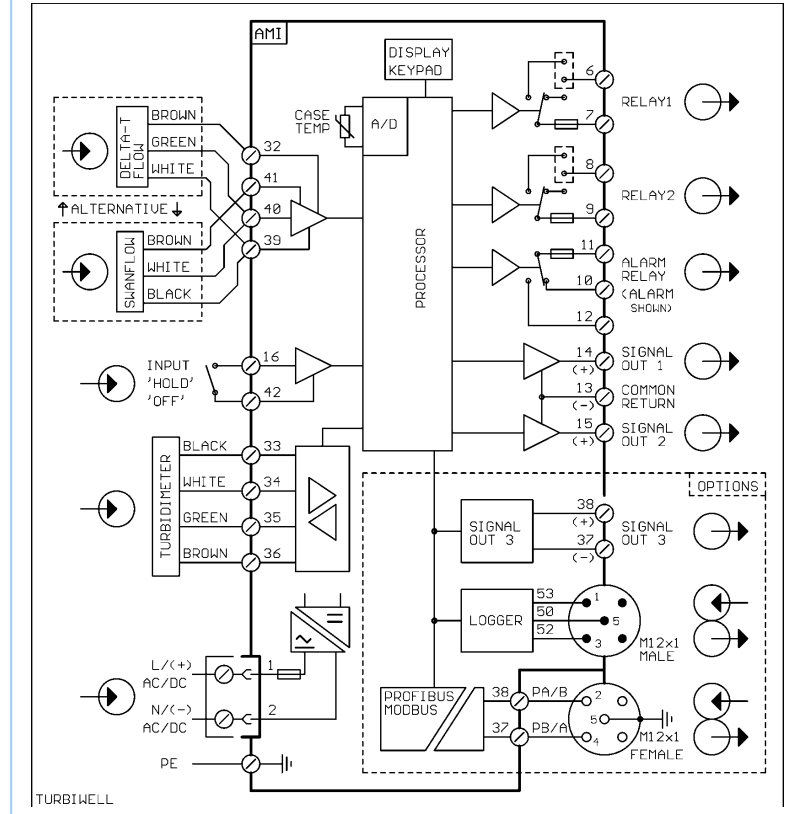 AMI
DISPLAY
KEYPAD
CASE
TEMP
A/D
PROCESSOR
DELTA-T
FLOW
BROWN
GREEN
WHITE
ALTERNATIVE
SWANFLOW
BROWN
WHITE
BLACK
32
41
40
39
INPUT
'HOLD'
'OFF'
16
42
TURBIDIMETER
BLACK
WHITE
GREEN
BROWN
33
34
35
36
L/(+)
AC/DC
N/(-)
AC/DC
1
2
PE
6
7
RELAY1
8
9
RELAY2
11
10
12
ALARM
RELAY
(ALARM
SHOWN)
14
(+)
SIGNAL
OUT 1
13
(-)
COMMON
RETURN
15
(+)
SIGNAL
OUT 2
OPTIONS
SIGNAL
OUT 3
38
(+)
37
(-)
SIGNAL
OUT 3
LOGGER
53
50
52
1
5
3
M12x1
MALE
PROFIBUS
MODBUS
38
PA/B
37
PB/A
2
5
4
M12x1
FEMALE
TURBIWELL